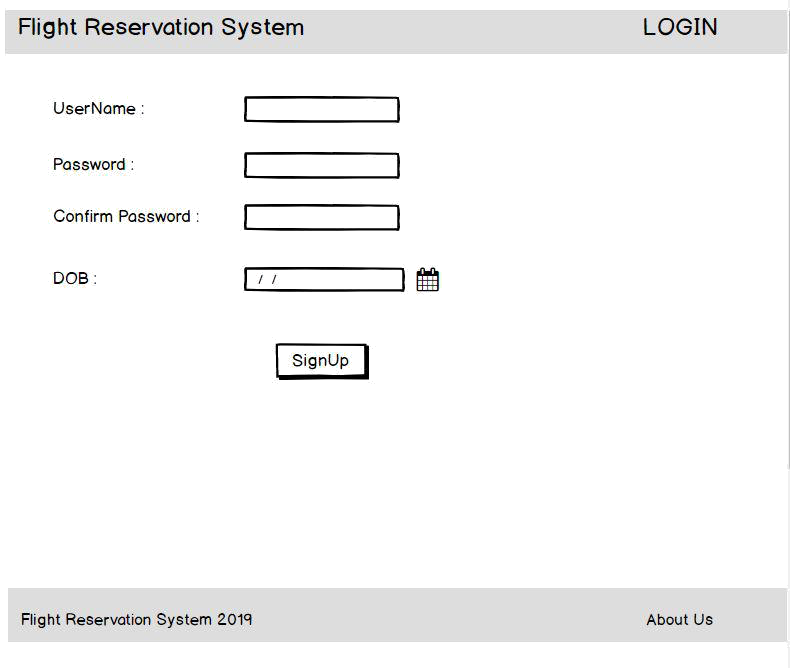 Flight Reservation System LOGIN
UserName :
Password :
Confirm Password :
DOB : / /
SignUp
Flight Reservation System 2019 About Us